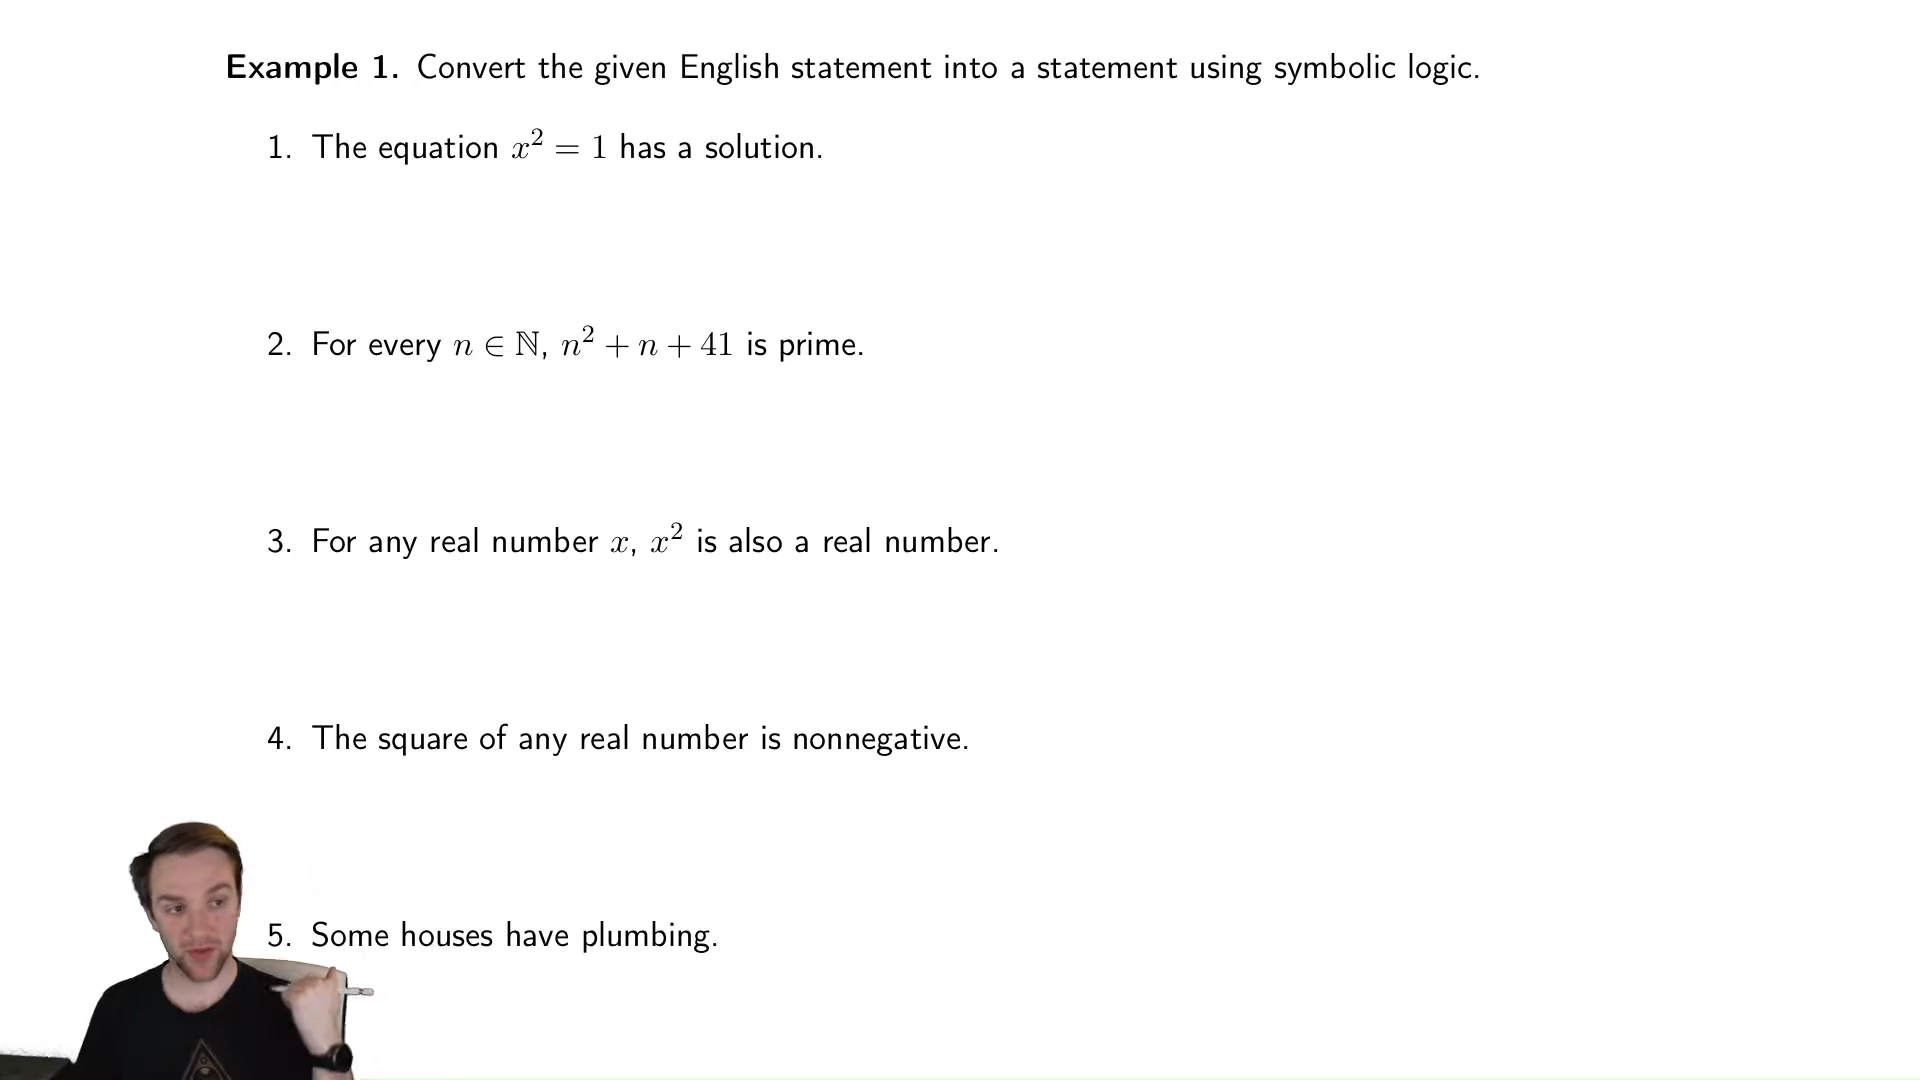 Example 1. Convert the given English statement into a statement using symbolic logic.
1. The equation x² = 1 has a solution.
2. For every n ∈ ℕ, n² + n + 41 is prime.
3. For any real number x, x² is also a real number.
4. The square of any real number is nonnegative.
5. Some houses have plumbing.